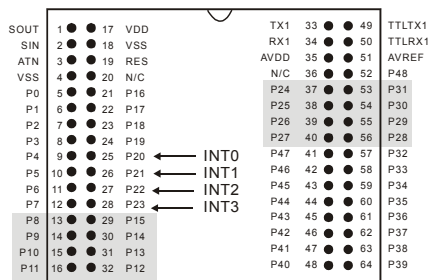 SOUT 1 17 VDD
SIN 2 18 VSS
ATN 3 19 RES
VSS 4 20 N/C
P0 5 21 P16
P1 6 22 P17
P2 7 23 P18
P3 8 24 P19
P4 9 25 P20 INT0
P5 10 26 P21 INT1
P6 11 27 P22 INT2
P7 12 28 P23 INT3
P8 13 29 P15
P9 14 30 P14
P10 15 31 P13
P11 16 32 P12
TX1 33 49 TTLTX1
RX1 34 50 TTLRX1
AVDD 35 51 AVREF
N/C 36 52 P48
P24 37 53 P31
P25 38 54 P30
P26 39 55 P29
P27 40 56 P28
P47 41 57 P32
P46 42 58 P33
P45 43 59 P34
P44 44 60 P35
P43 45 61 P36
P42 46 62 P37
P41 47 63 P38
P40 48 64 P39